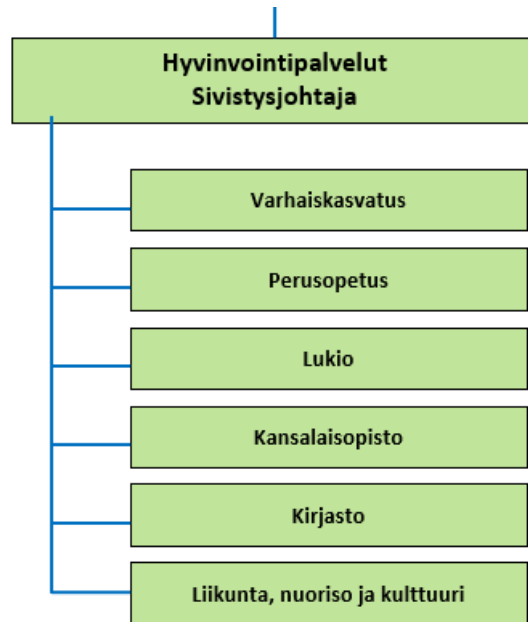 Hyvinvointipalvelut
Sivistysjohtaja
Varhaiskasvatus
Perusopetus
Lukio
Kansalaisopisto
Kirjasto
Liikunta, nuoriso ja kulttuuri